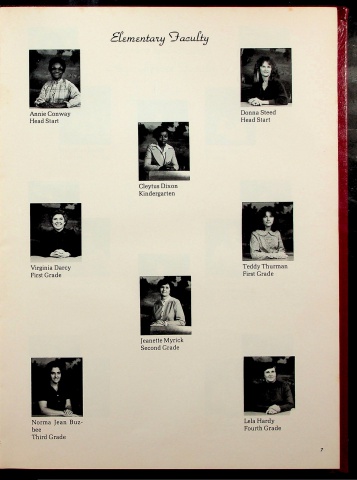 Elementary Faculty
Annie Conway
Head Start
Donna Steed
Head Start
Cleytus Dixon
Kindergarten
Virginia Darcy
First Grade
Teddy Thurman
First Grade
Jeanette Myrick
Second Grade
Norma Jean Buz-
bee
Third Grade
Lela Hardy
Fourth Grade
7